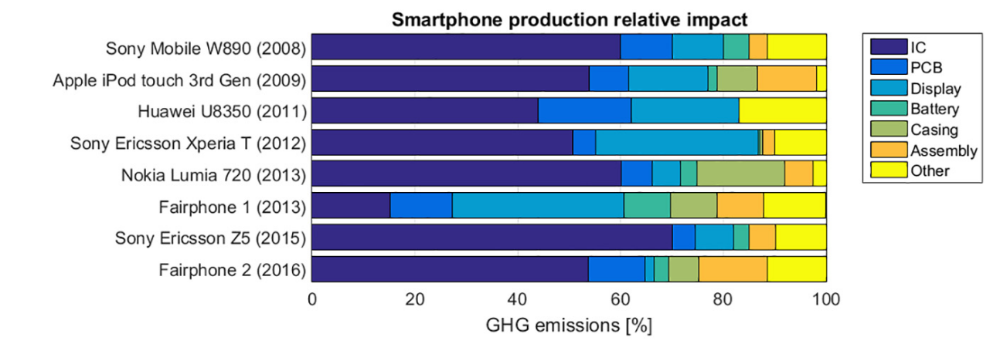 Smartphone production relative impact
Sony Mobile W890 (2008)
Apple iPod touch 3rd Gen (2009)
Huawei U8350 (2011)
Sony Ericsson Xperia T (2012)
Nokia Lumia 720 (2013)
Fairphone 1 (2013)
Sony Ericsson Z5 (2015)
Fairphone 2 (2016)
0 20 40 60 80 100
GHG emissions [%]
IC
PCB
Display
Battery
Casing
Assembly
Other